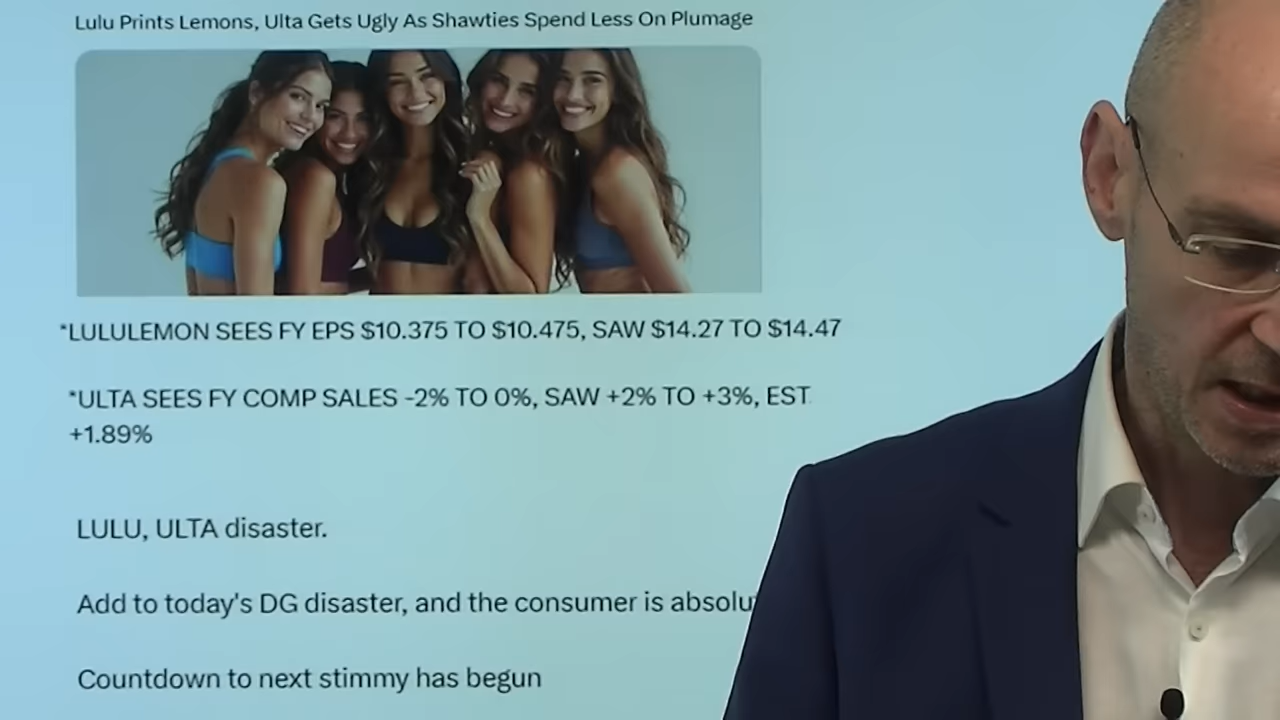 Lulu Prints Lemons, Ulta Gets Ugly As Shawties Spend Less On Plumage
*LULULEMON SEES FY EPS $10.375 TO $10.475, SAW $14.27 TO $14.47
*ULTA SEES FY COMP SALES -2% TO 0%, SAW +2% TO +3%, EST
+1.89%
LULU, ULTA disaster.
Add to today's DG disaster, and the consumer is
Countdown to next stimmy has begun